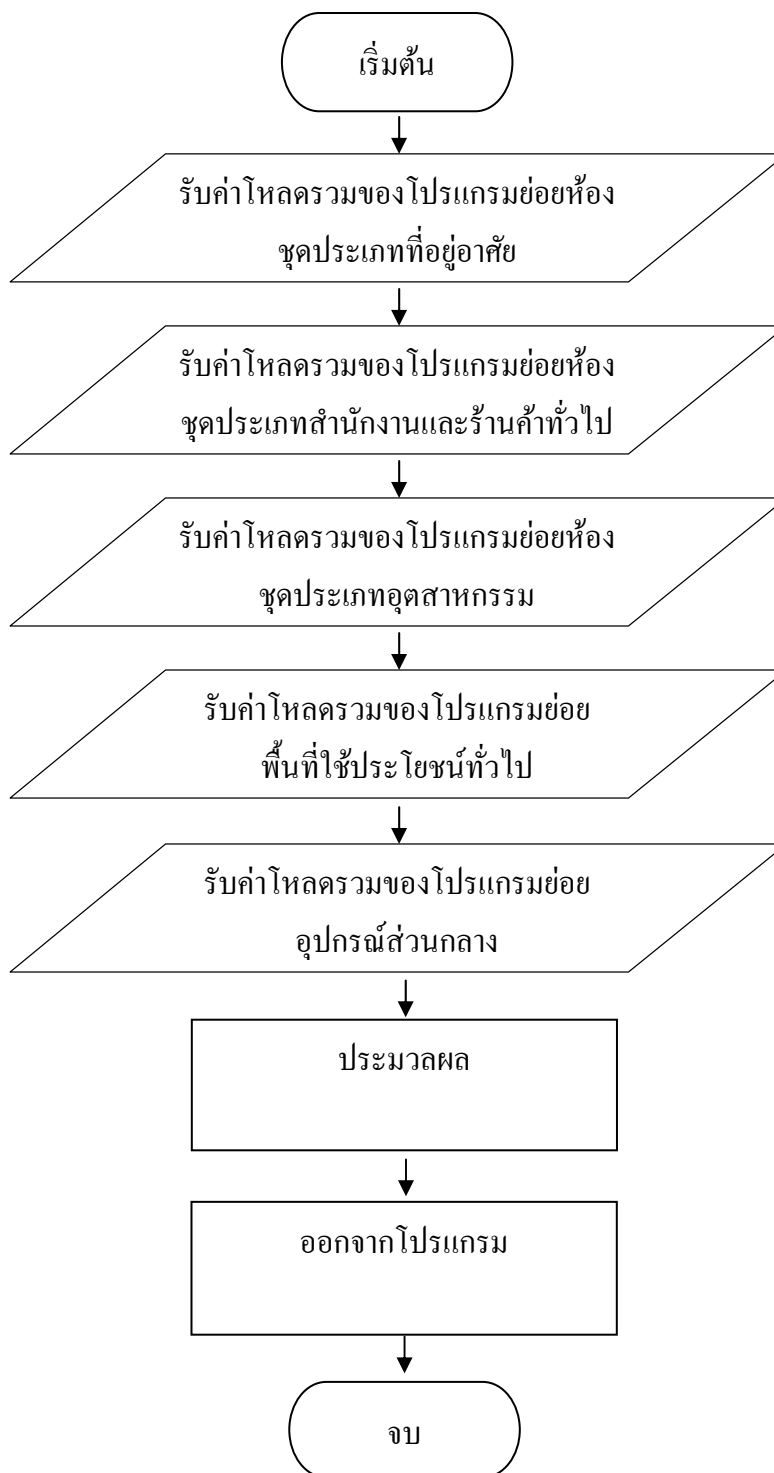 เริ่มต้น
รับค่าโหลดรวมของโปรแกรมย่อยห้อง
ชุดประเภทที่อยู่อาศัย
รับค่าโหลดรวมของโปรแกรมย่อยห้อง
ชุดประเภทสำนักงานและร้านค้าทั่วไป
รับค่าโหลดรวมของโปรแกรมย่อยห้อง
ชุดประเภทอุตสาหกรรม
รับค่าโหลดรวมของโปรแกรมย่อย
พื้นที่ใช้ประโยชน์ทั่วไป
รับค่าโหลดรวมของโปรแกรมย่อย
อุปกรณ์ส่วนกลาง
ประมวลผล
ออกจากโปรแกรม
จบ